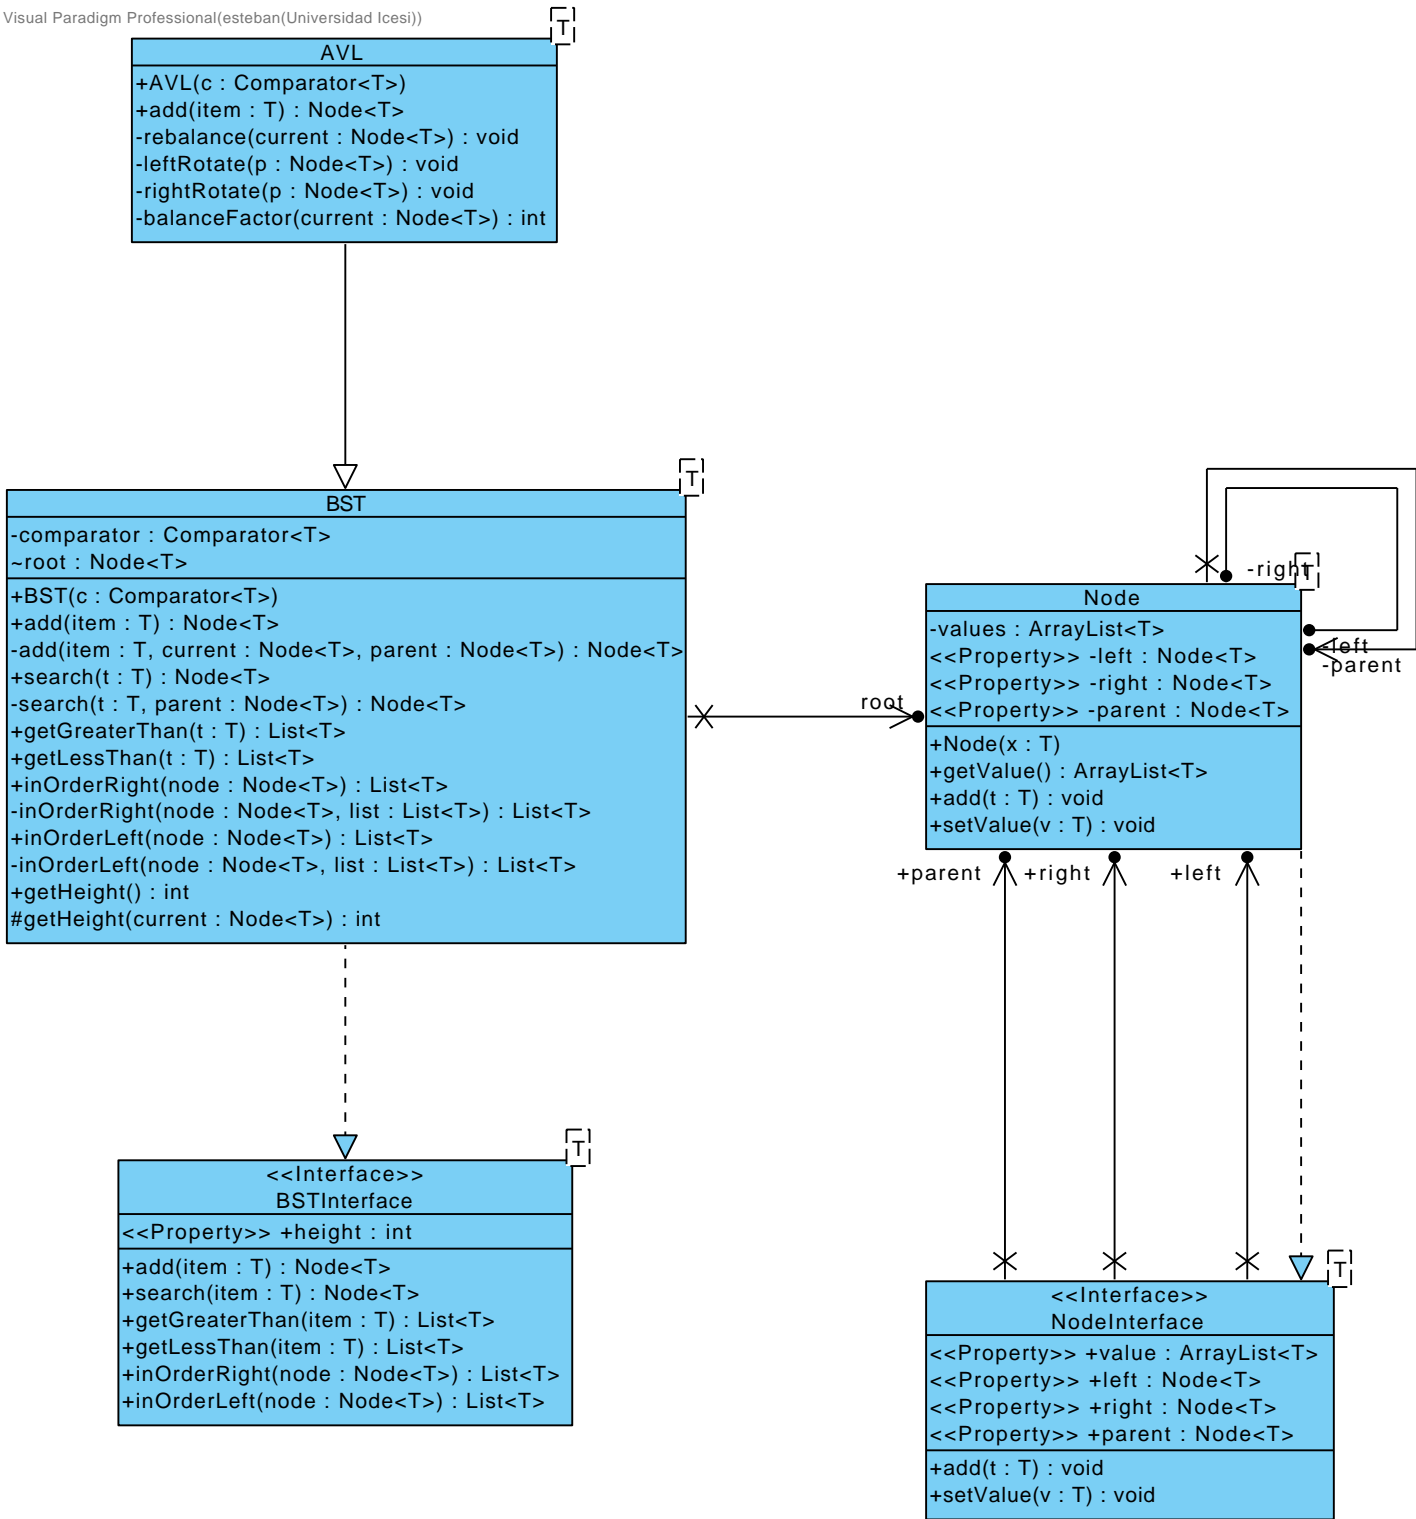 Visual Paradigm Professional(esteban(Universidad Icesi))
T
AVL
+AVL(c : Comparator<T>)
+add(item : T) : Node<T>
-rebalance(current : Node<T>) : void
-leftRotate(p : Node<T>) : void
-rightRotate(p : Node<T>) : void
-balanceFactor(current : Node<T>) : int
T
BST
-comparator : Comparator<T>
~root : Node<T>
+BST(c : Comparator<T>)
+add(item : T) : Node<T>
-add(item : T, current : Node<T>, parent : Node<T>) : Node<T>
+search(t : T) : Node<T>
-search(t : T, parent : Node<T>) : Node<T>
+getGreaterThan(t : T) : List<T>
+getLessThan(t : T) : List<T>
+inOrderRight(node : Node<T>) : List<T>
-inOrderRight(node : Node<T>, list : List<T>) : List<T>
+inOrderLeft(node : Node<T>) : List<T>
-inOrderLeft(node : Node<T>, list : List<T>) : List<T>
+getHeight() : int
#getHeight(current : Node<T>) : int
root
-right
T
Node
-values : ArrayList<T>
<<Property>> -left : Node<T>
<<Property>> -right : Node<T>
<<Property>> -parent : Node<T>
+Node(x : T)
+getValue() : ArrayList<T>
+add(t : T) : void
+setValue(v : T) : void
-left
-parent
+parent
+right
+left
T
<<Interface>>
BSTInterface
<<Property>> +height : int
+add(item : T) : Node<T>
+search(item : T) : Node<T>
+getGreaterThan(item : T) : List<T>
+getLessThan(item : T) : List<T>
+inOrderRight(node : Node<T>) : List<T>
+inOrderLeft(node : Node<T>) : List<T>
T
<<Interface>>
NodeInterface
<<Property>> +value : ArrayList<T>
<<Property>> +left : Node<T>
<<Property>> +right : Node<T>
<<Property>> +parent : Node<T>
+add(t : T) : void
+setValue(v : T) : void